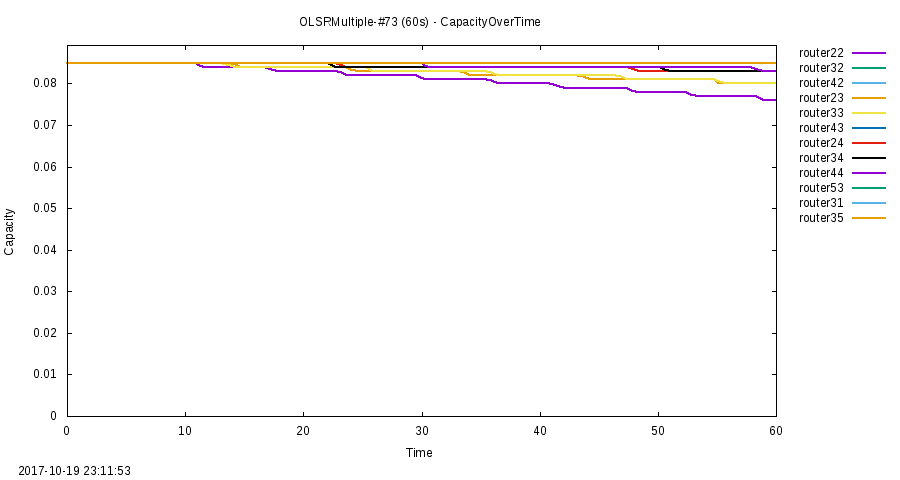 OLSRMultiple-#73 (60s) - CapacityOverTime
router22
router32
router42
router23
router33
router43
router24
router34
router44
router53
router31
router35
0.08
0.07
0.06
0.05
0.04
0.03
0.02
0.01
0
Capacity
0 10 20 30 40 50 60
Time
2017-10-19 23:11:53